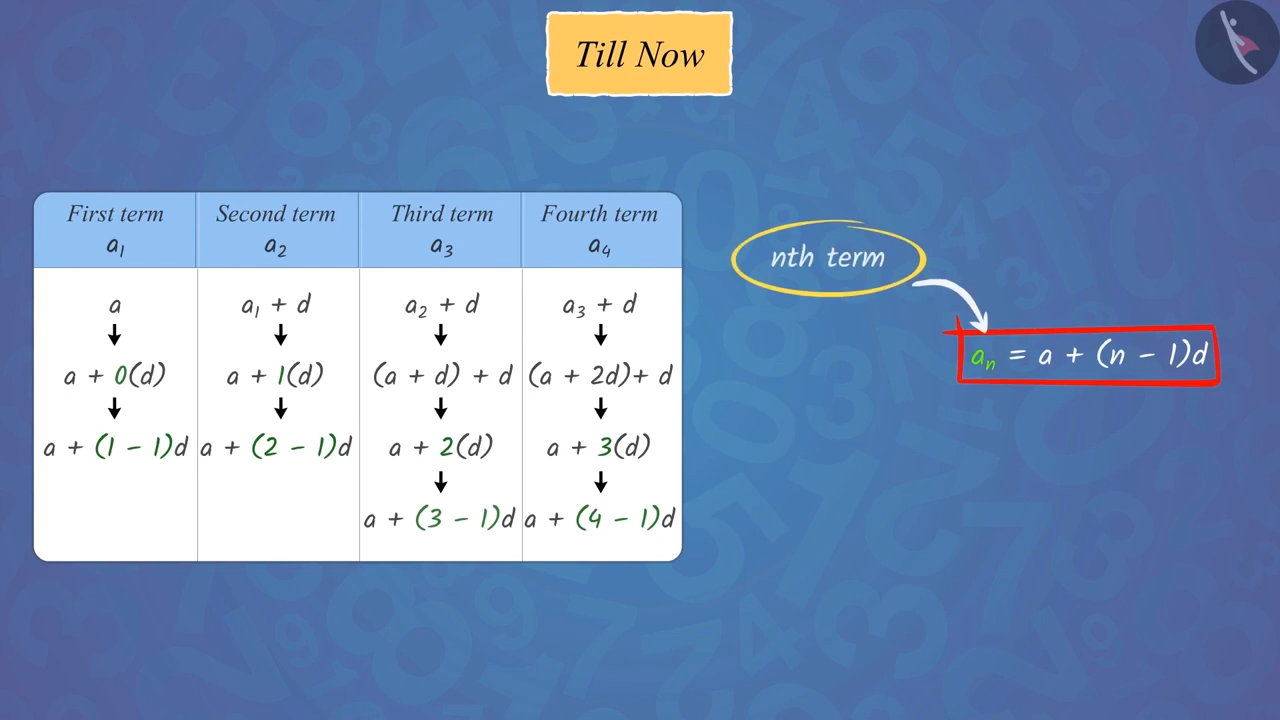 Till Now
First term Second term Third term Fourth term
a₁ a₂ a₃ a₄
a a₁ + d a₂ + d a₃ + d
a + 0(d) a + 1(d) (a + d) + d (a + 2d)+ d
a + (1 - 1)d a + (2 - 1)d a + 2(d) a + 3(d)
a + (3 - 1)d a + (4 - 1)d
nth term
aₙ = a + (n - 1)d